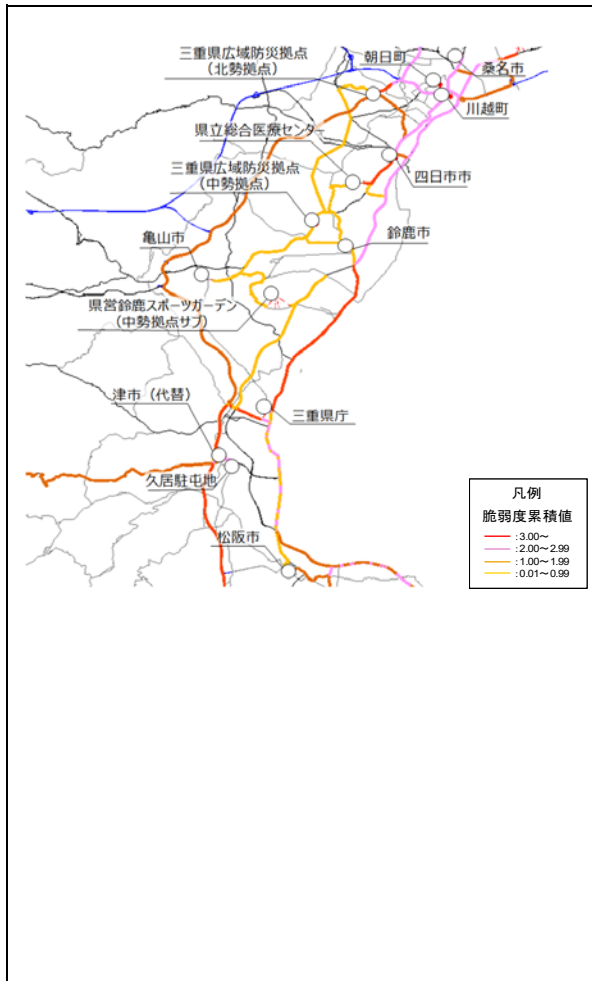 三重県広域防災拠点
（北勢拠点）
朝日町
桑名市
川越町
県立総合医療センター
三重県広域防災拠点
（中勢拠点）
四日市市
亀山市
鈴鹿市
県営鈴鹿スポーツガーデン
（中勢拠点サブ）
津市（代替）
三重県庁
久居駐屯地
松阪市
凡例
脆弱度累積値
:3.00～
:2.00～2.99
:1.00～1.99
:0.01～0.99